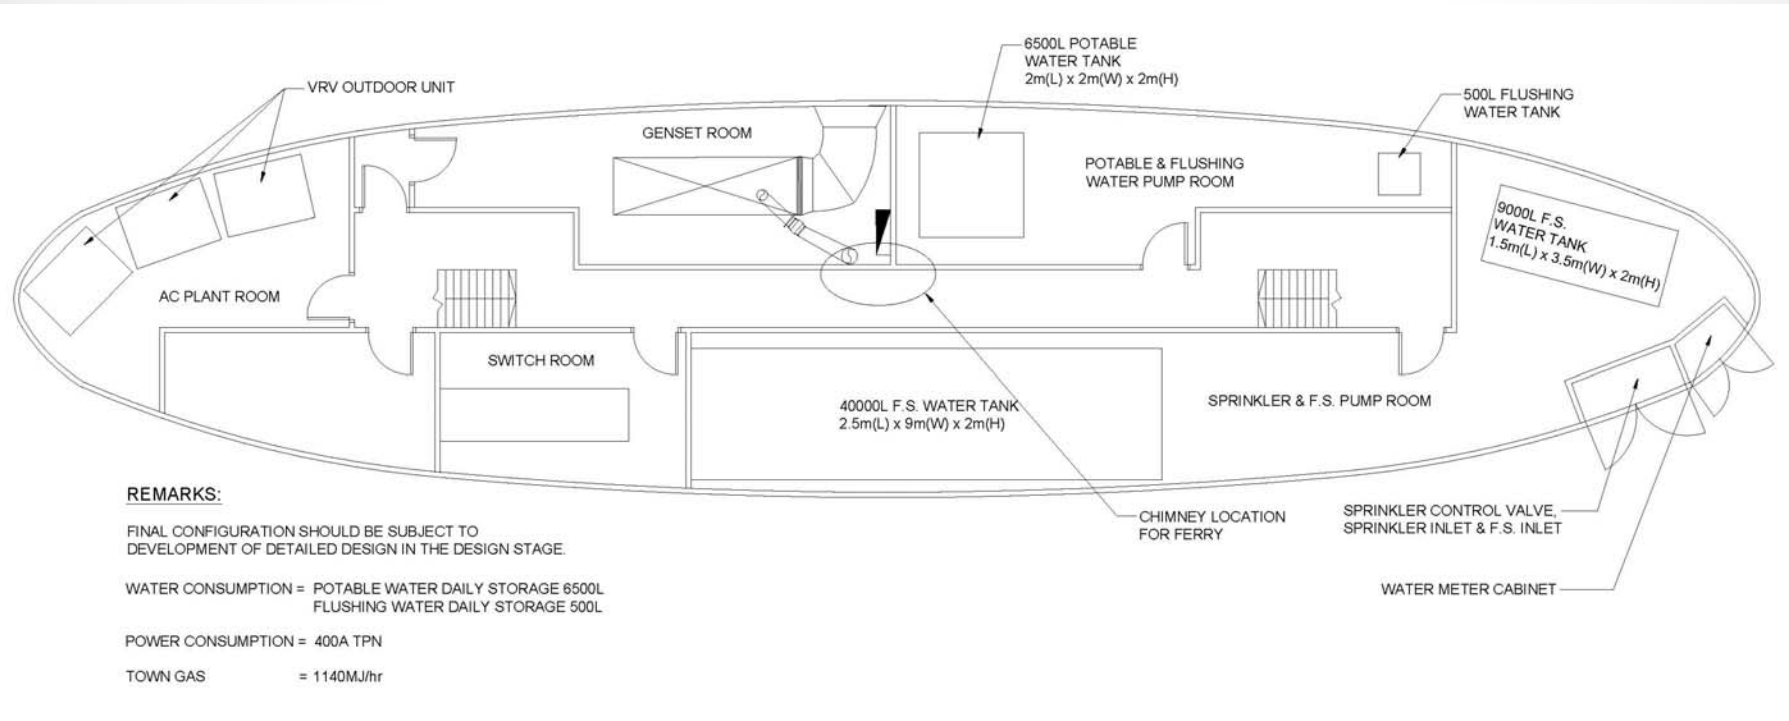 6500L POTABLE
WATER TANK
2m(L) x 2m(W) x 2m(H)
VRV OUTDOOR UNIT
500L FLUSHING
WATER TANK
GENSET ROOM
POTABLE & FLUSHING
WATER PUMP ROOM
9000L F.S.
WATER TANK
1.5m(L) x 3.5m(W) x 2m(H)
AC PLANT ROOM
SWITCH ROOM
40000L F.S. WATER TANK
2.5m(L) x 9m(W) x 2m(H)
SPRINKLER & F.S. PUMP ROOM
CHIMNEY LOCATION
FOR FERRY
SPRINKLER CONTROL VALVE,
SPRINKLER INLET & F.S. INLET
WATER METER CABINET
REMARKS:
FINAL CONFIGURATION SHOULD BE SUBJECT TO
DEVELOPMENT OF DETAILED DESIGN IN THE DESIGN STAGE.
WATER CONSUMPTION = POTABLE WATER DAILY STORAGE 6500L
FLUSHING WATER DAILY STORAGE 500L
POWER CONSUMPTION = 400A TPN
TOWN GAS = 1140MJ/hr